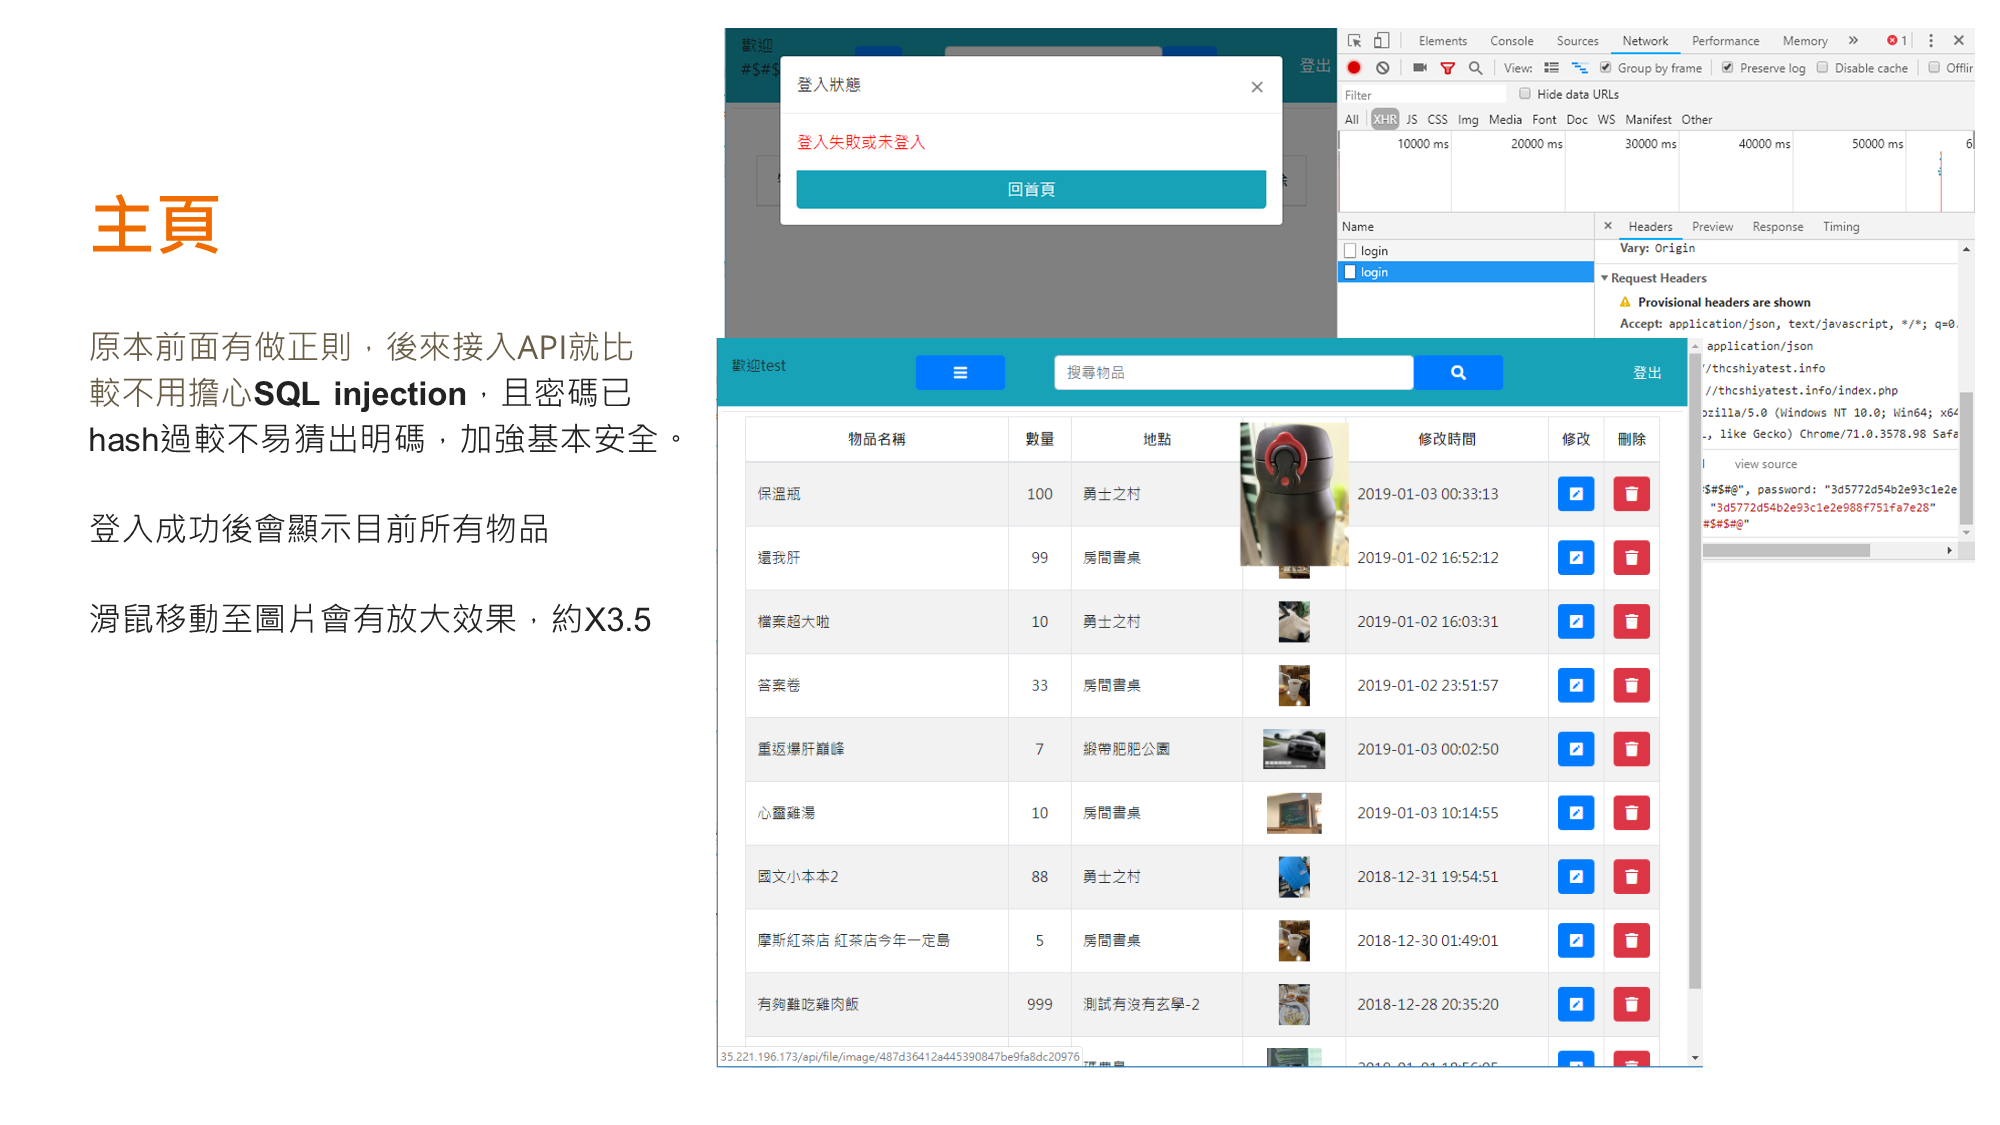 主頁
原本前面有做正則，後來接入API就比
較不用擔心SQL injection，且密碼已
hash過較不易猜出明碼，加強基本安全。
登入成功後會顯示目前所有物品
滑鼠移動至圖片會有放大效果，約X3.5
歡迎
#$#$
登出
登入狀態
×
登入失敗或未登入
回首頁
Elements Console Sources Network Performance Memory » 1
View: Group by frame Preserve log Disable cache Offlin
Filter Hide data URLs
All XHR JS CSS Img Media Font Doc WS Manifest Other
10000 ms 20000 ms 30000 ms 40000 ms 50000 ms 6
Name
login
login
× Headers Preview Response Timing
Vary: Origin
Request Headers
Provisional headers are shown
Accept: application/json, text/javascript, */*; q=0.
application/json
//thcshiyatest.info
//thcshiyatest.info/index.php
ozilla/5.0 (Windows NT 10.0; Win64; x64
., like Gecko) Chrome/71.0.3578.98 Safa
view source
$#$#@", password: "3d5772d54b2e93c1e2e
"3d5772d54b2e93c1e2e988f751fa7e28"
#$#$#@"
歡迎test
搜尋物品
登出
物品名稱 數量 地點 修改時間 修改 刪除
保溫瓶 100 勇士之村 2019-01-03 00:33:13
還我肝 99 房間書桌 2019-01-02 16:52:12
檔案超大啦 10 勇士之村 2019-01-02 16:03:31
答案卷 33 房間書桌 2019-01-02 23:51:57
重返爆肝巔峰 7 緞帶肥肥公園 2019-01-03 00:02:50
心靈雞湯 10 房間書桌 2019-01-03 10:14:55
國文小本本2 88 勇士之村 2018-12-31 19:54:51
摩斯紅茶店 紅茶店今年一定島 5 房間書桌 2018-12-30 01:49:01
有夠難吃雞肉飯 999 測試有沒有玄學-2 2018-12-28 20:35:20
35.221.196.173/api/file/image/487d36412a445390847be9fa8dc20976